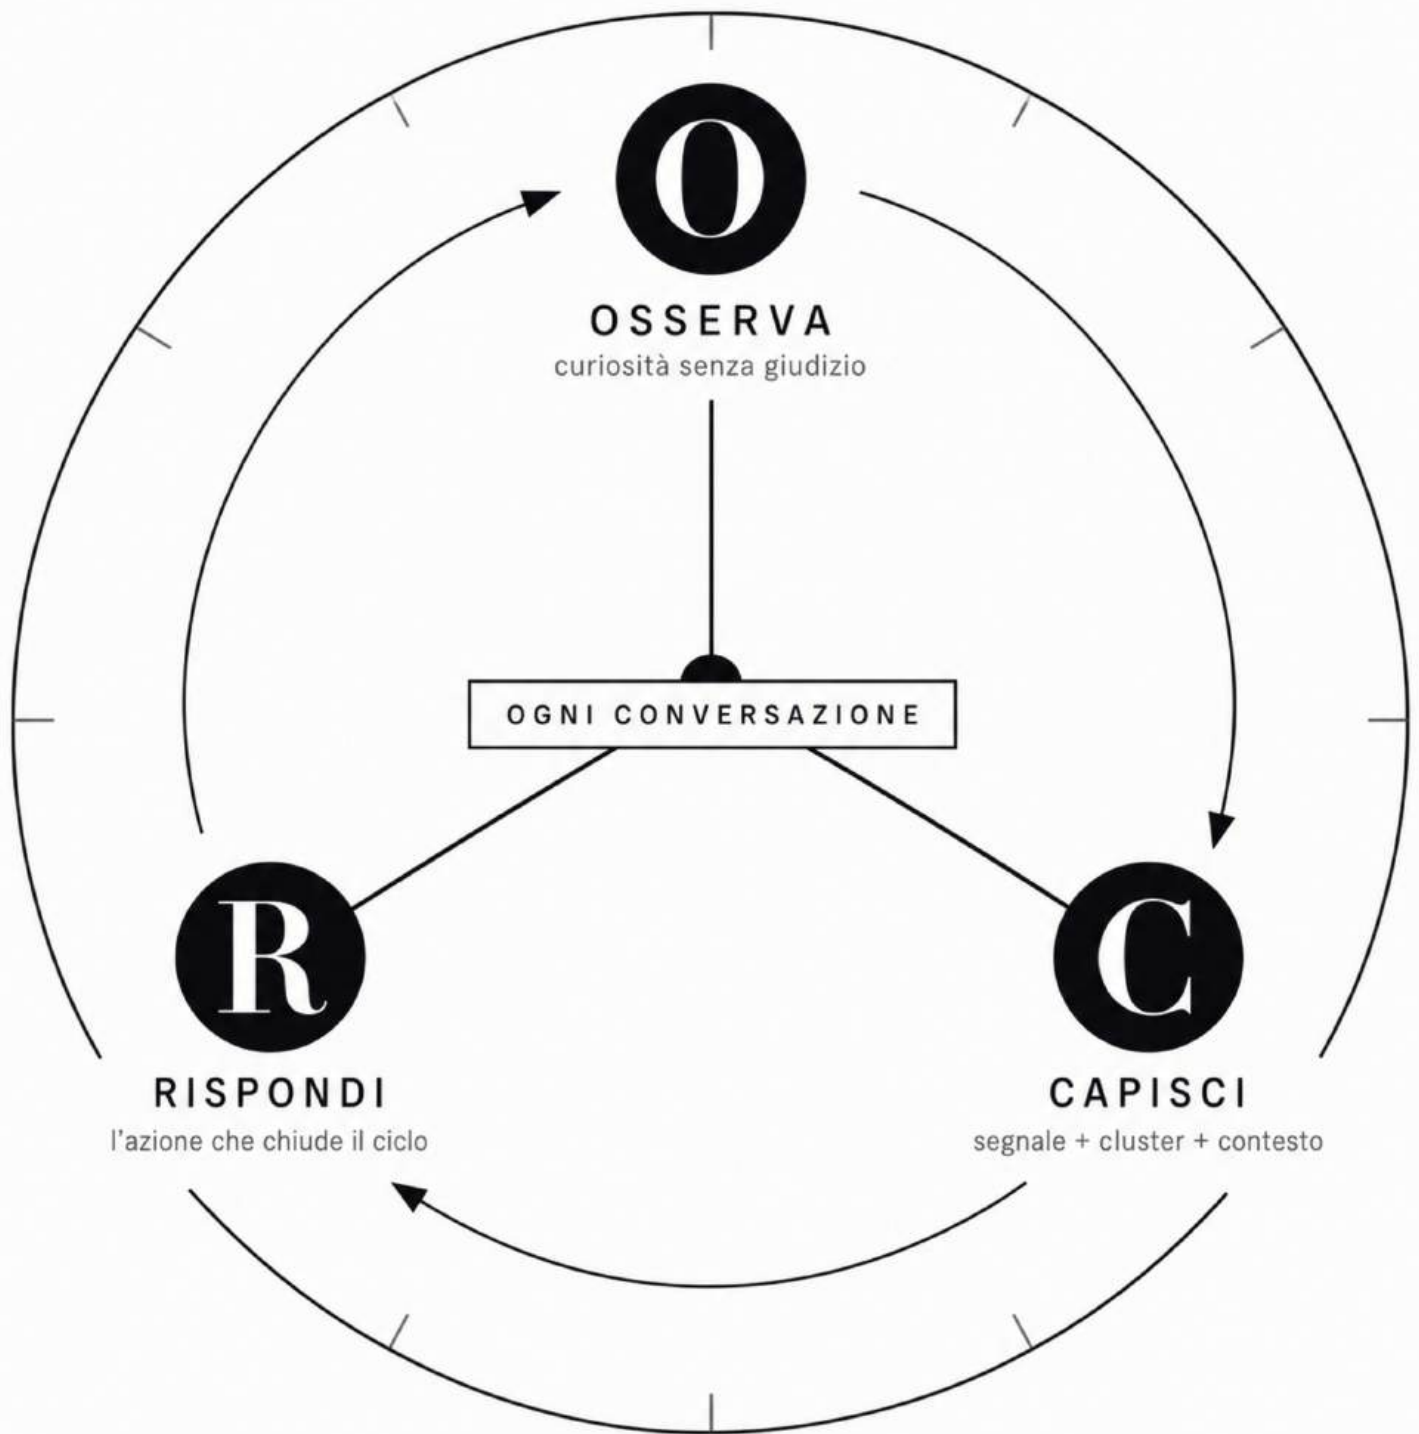 O
OSSERVA
curiosità senza giudizio
OGNI CONVERSAZIONE
R
RISPONDI
l'azione che chiude il ciclo
C
CAPISCI
segnale + cluster + contesto